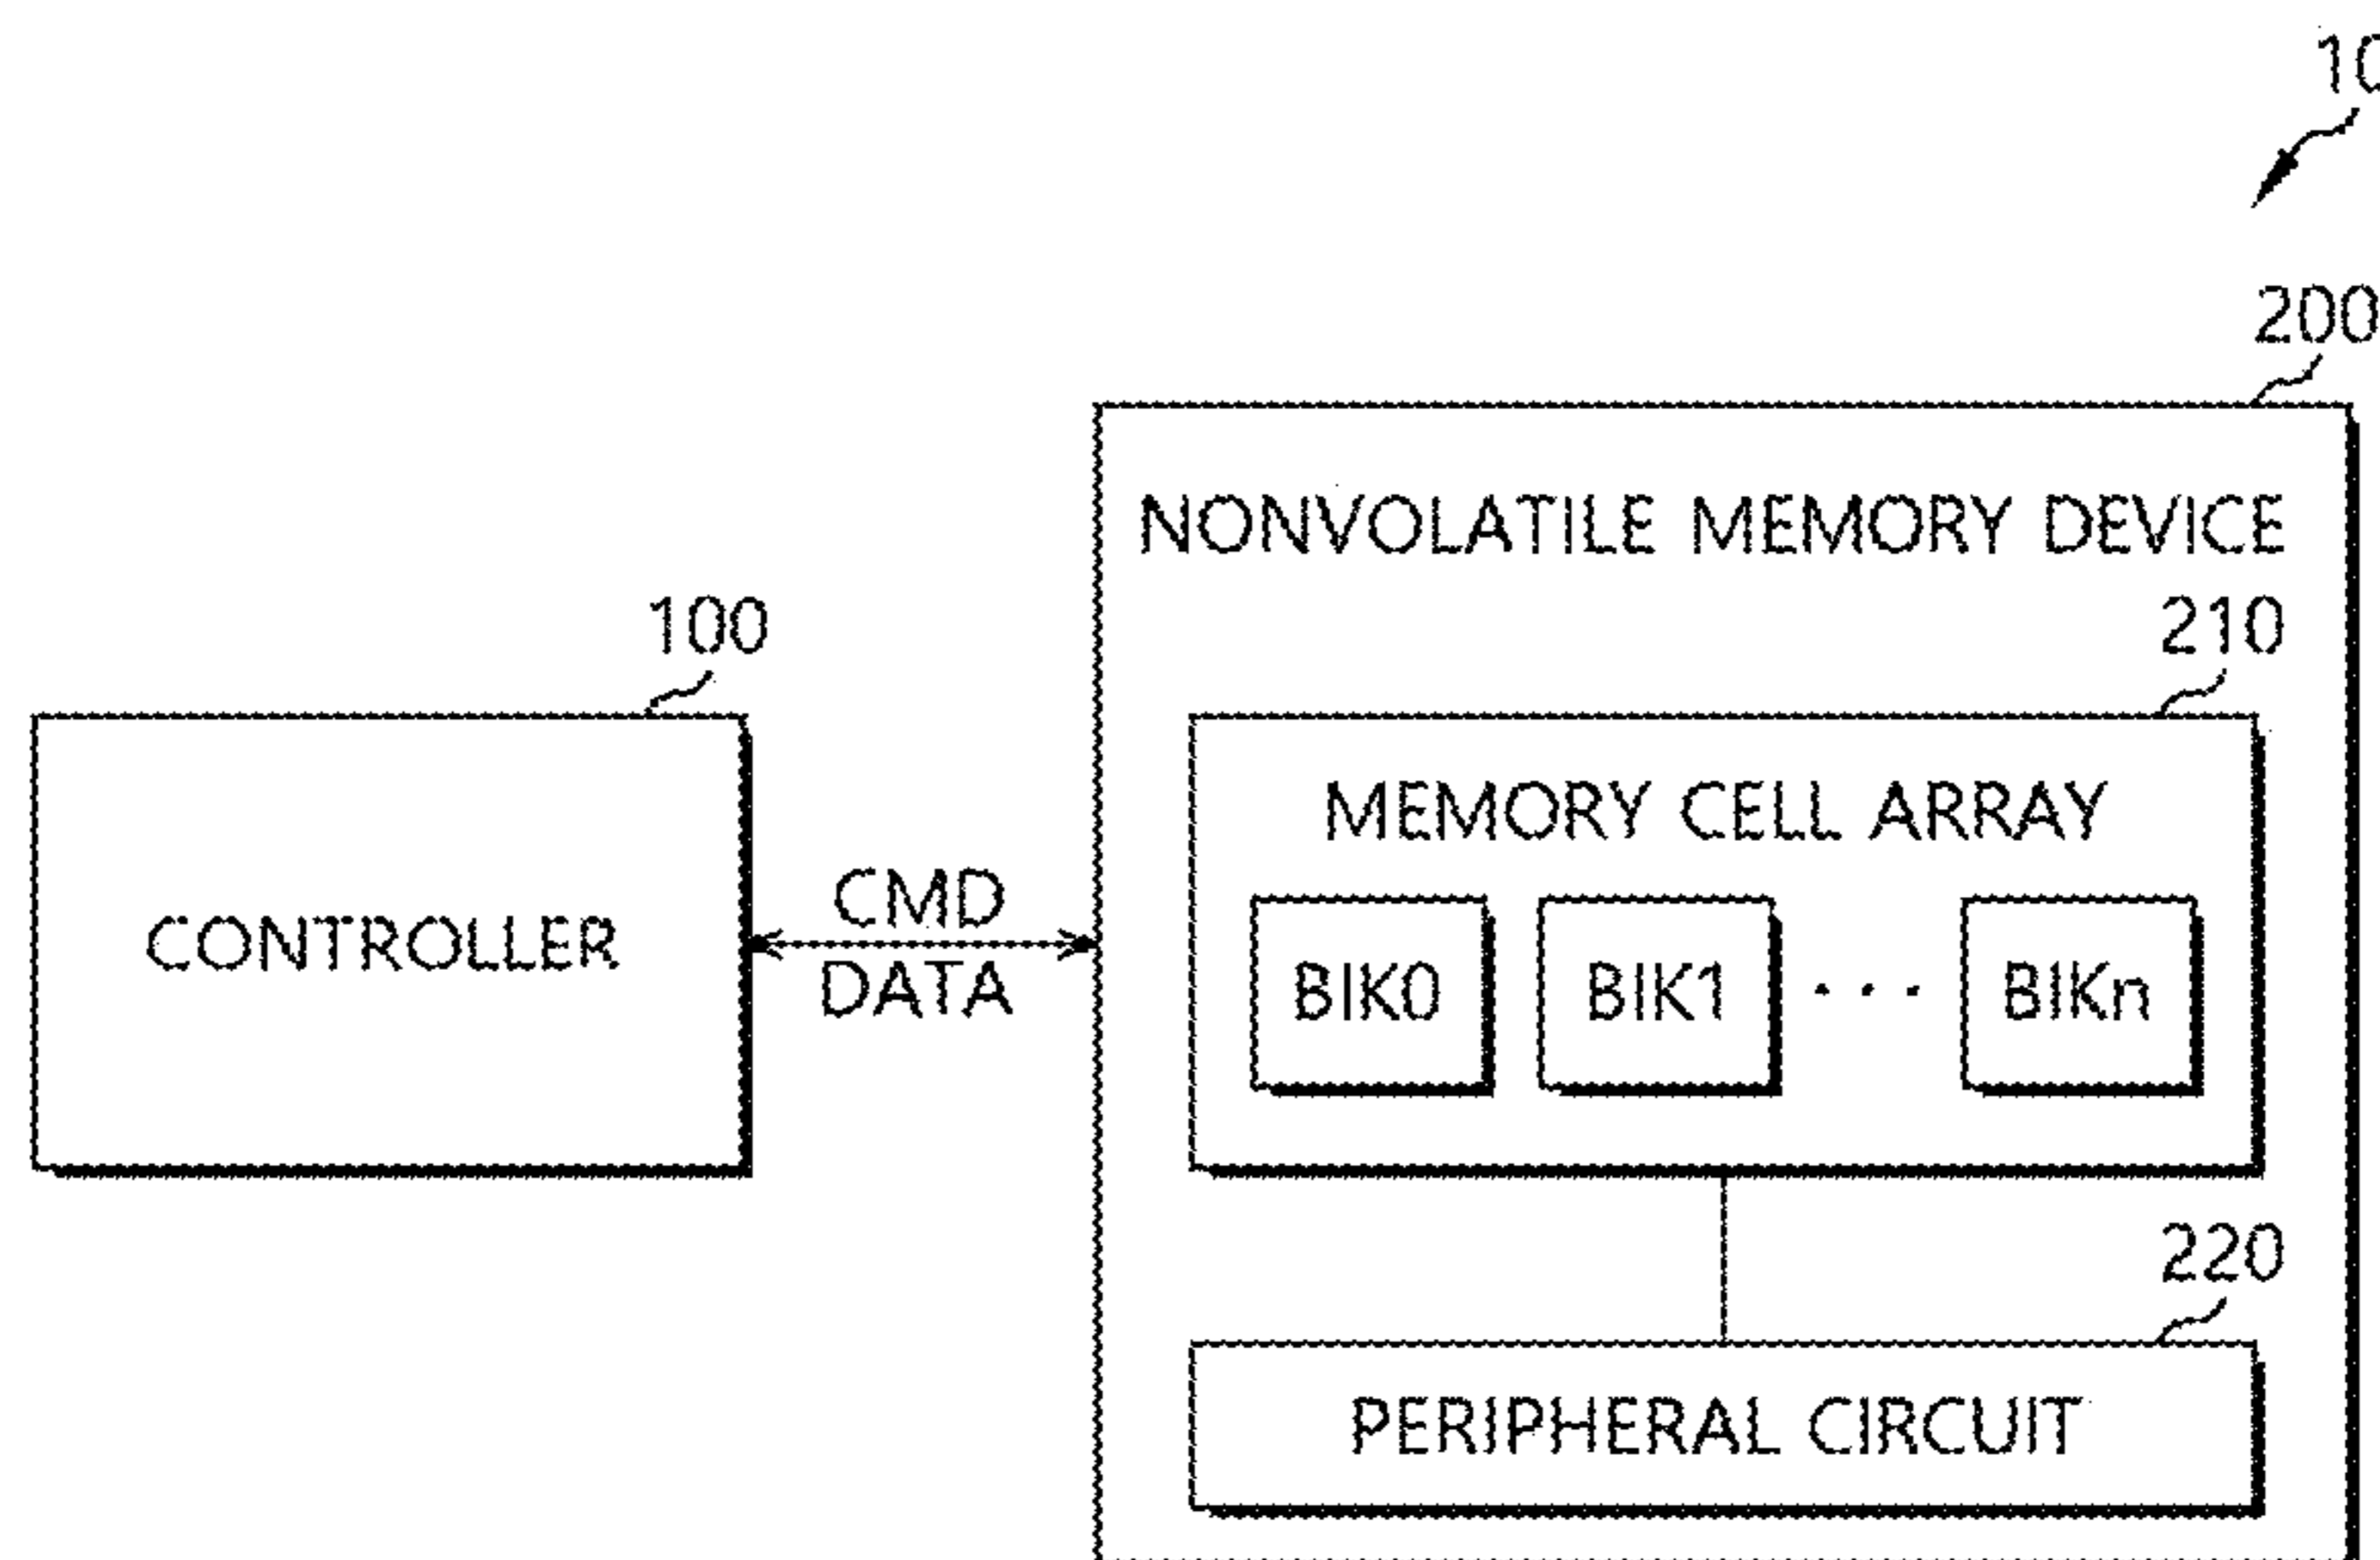 10
200
NONVOLATILE MEMORY DEVICE
100
210
MEMORY CELL ARRAY
CONTROLLER
CMD
DATA
BIK0 BIK1 ··· BIKn
220
PERIPHERAL CIRCUIT